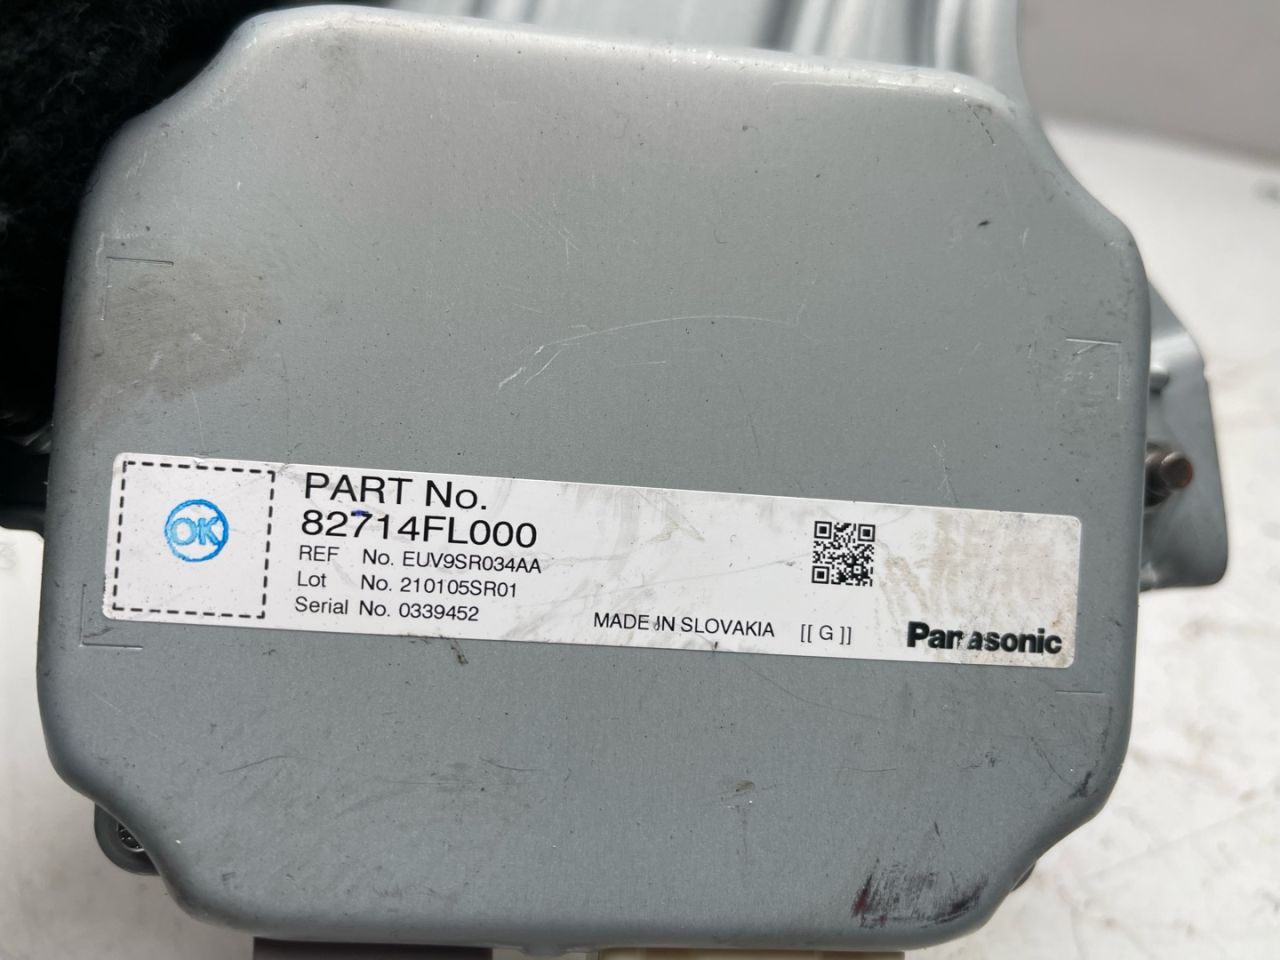 OK
PART No.
82714FL000
REF No. EUV9SR034AA
Lot No. 210105SR01
Serial No. 0339452
MADE IN SLOVAKIA [[ G ]]
Panasonic